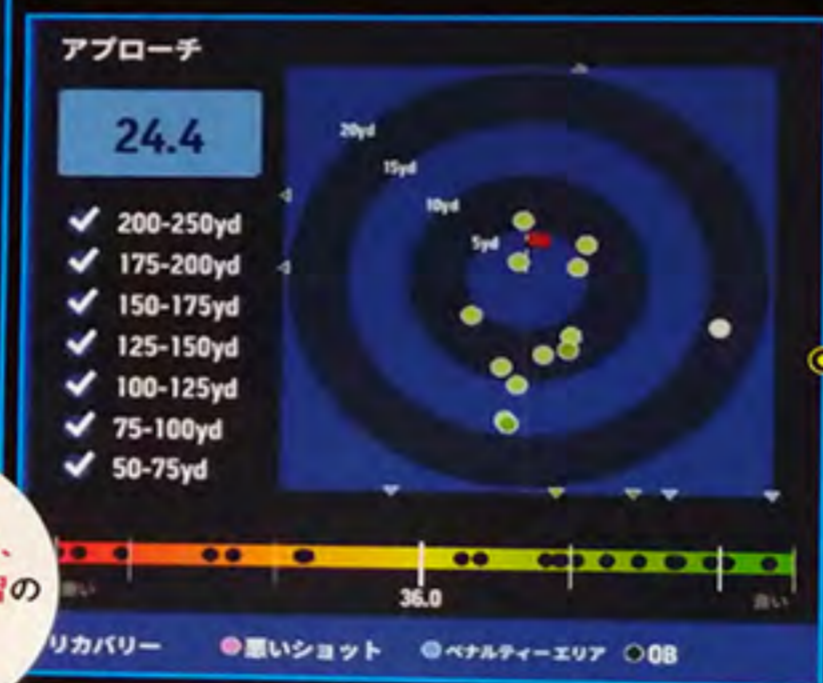 アプローチ
24.4
200-250yd
175-200yd
150-175yd
125-150yd
100-125yd
75-100yd
50-75yd
20yd
15yd
10yd
5yd
36.0
悪い
良い
の
リカバリー
悪いショット
ペナルティーエリア
OB